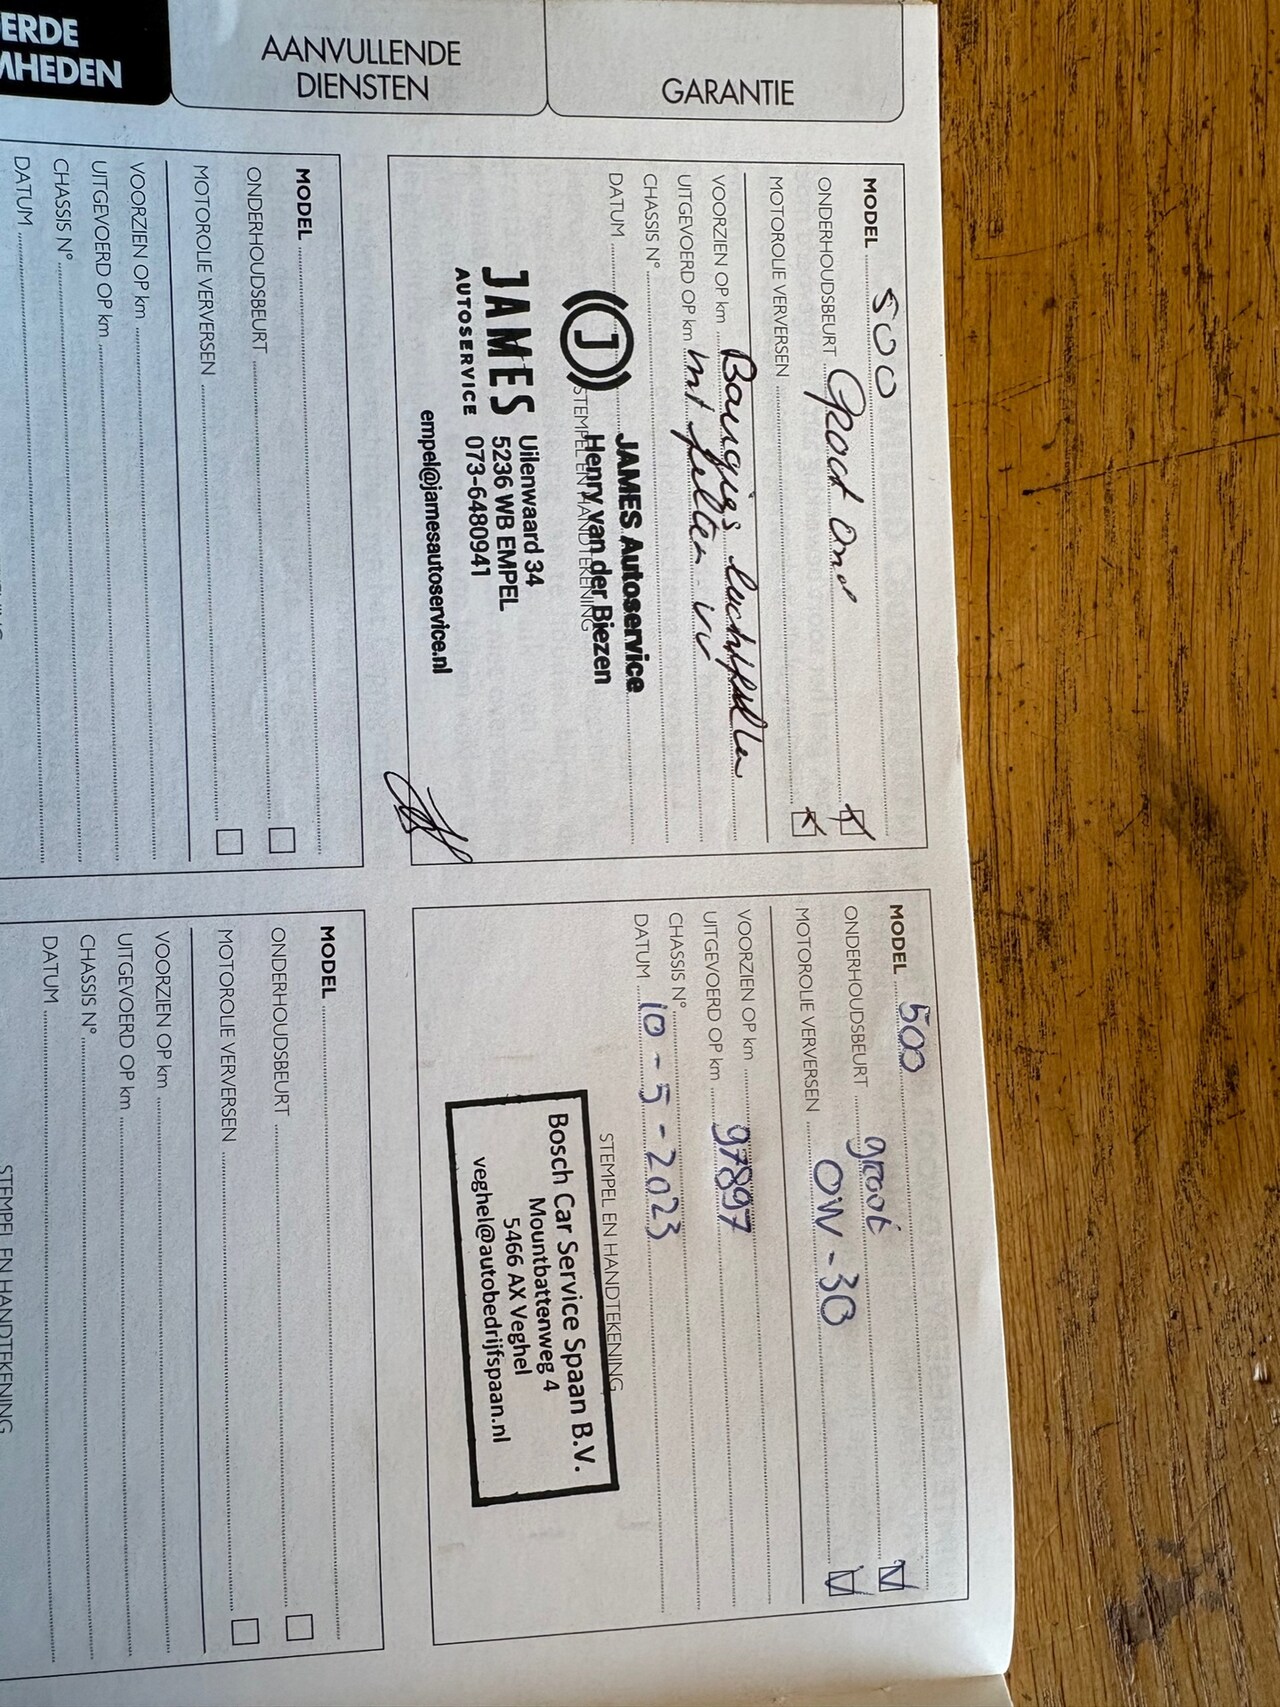 ERDE
MHEDEN
AANVULLENDE
DIENSTEN
GARANTIE
MODEL 500
ONDERHOUDSBEURT Groot ond
MOTOROLIE VERVERSEN
VOORZIEN OP km Bougies luchtfilter
UITGEVOERD OP km int filter
CHASSIS N°
DATUM
STEMPEL EN HANDTEKENING
JAMES Autoservice
Henry van der Biezen
JAMES
AUTOSERVICE
Uilenwaard 34
5236 WB EMPEL
073-6480941
empel@jamesautoservice.nl
MODEL 500
ONDERHOUDSBEURT groot
MOTOROLIE VERVERSEN OW-30
VOORZIEN OP km
UITGEVOERD OP km 97897
CHASSIS N°
DATUM 10-5-2023
STEMPEL EN HANDTEKENING
Bosch Car Service Spaan B.V.
Mountbattenweg 4
5466 AX Veghel
veghel@autobedrijfspaan.nl
MODEL
ONDERHOUDSBEURT
MOTOROLIE VERVERSEN
VOORZIEN OP km
UITGEVOERD OP km
CHASSIS N°
DATUM
MODEL
ONDERHOUDSBEURT
MOTOROLIE VERVERSEN
VOORZIEN OP km
UITGEVOERD OP km
CHASSIS N°
DATUM
STEMPEL EN HANDTEKENING